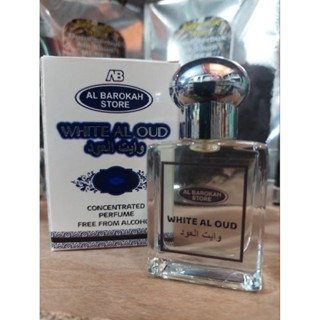 AB
AL BAROKAH
STORE
WHITE AL OUD
وايت العود
CONCENTRATED
PERFUME
FREE FROM ALCOHOL
AL BAROKAH
STORE
WHITE AL OUD
وايت العود